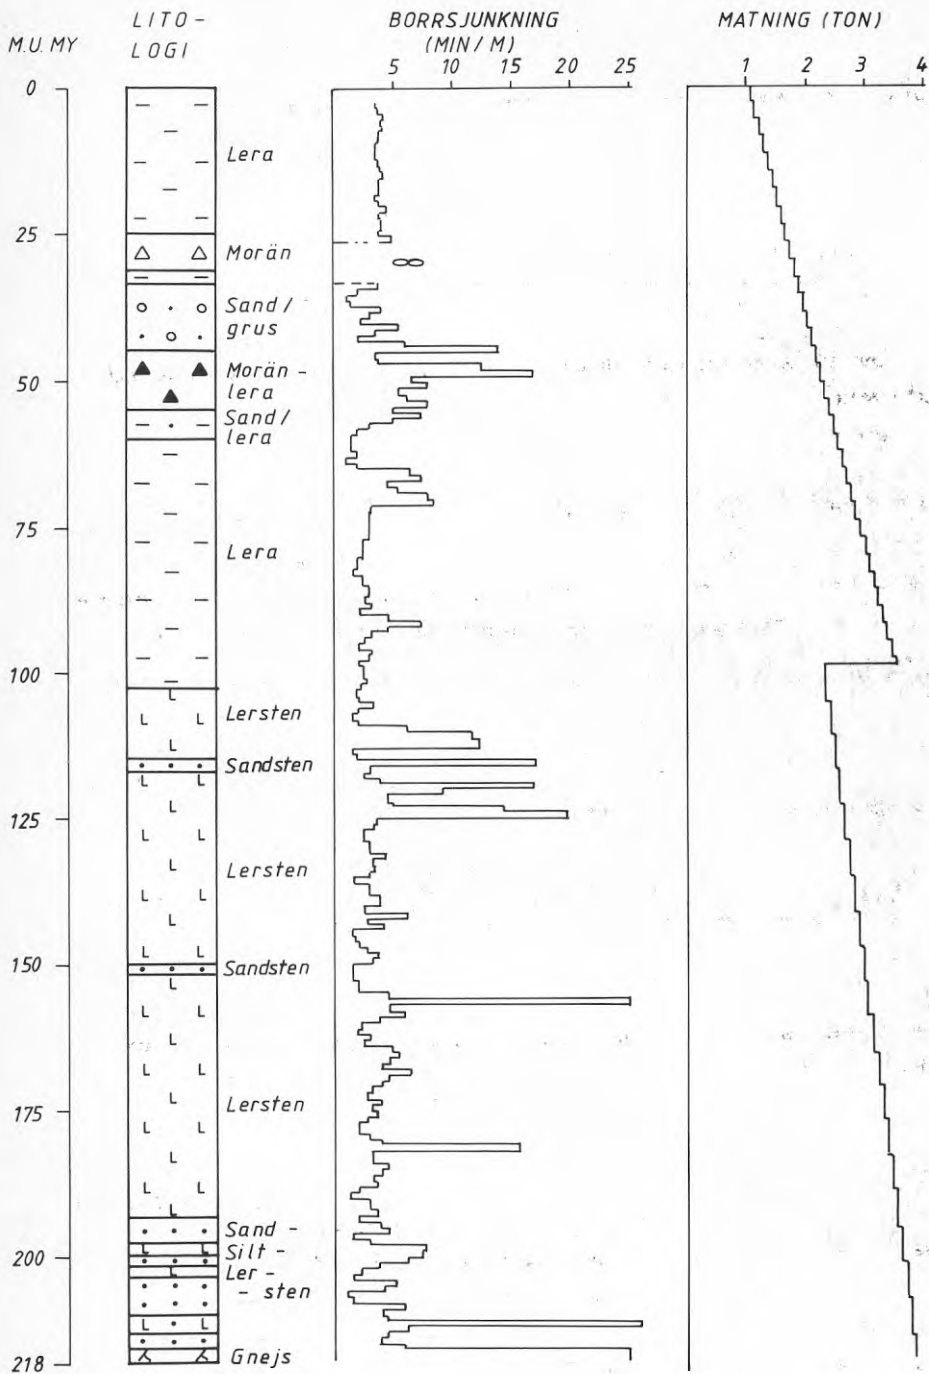 LITO-
LOGI
M.U. MY
BORRSJUNKNING
(MIN/M)
5 10 15 20 25
MATNING (TON)
1 2 3 4
0
Lera
25
Morän
Sand/
grus
Morän-
50
lera
Sand/
lera
75
Lera
100
Lersten
Sandsten
125
Lersten
150
Sandsten
Lersten
175
Sand-
Silt-
200
Ler-
- sten
Gnejs
218